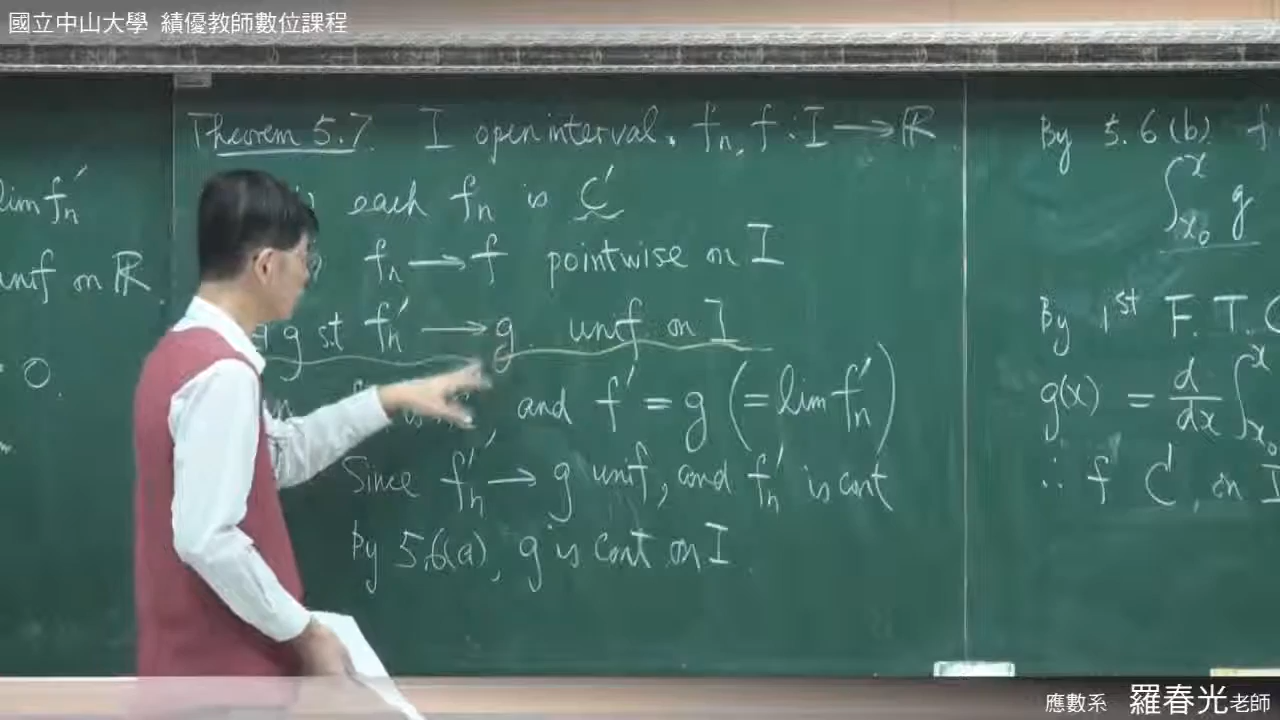 國立中山大學 績優教師數位課程
lim fn'
unif on ℝ
= 0.
Theorem 5.7. I open interval. fn, f : I → ℝ
each fn is C'
fn → f pointwise on I
g st fn' → g unif on I
and f' = g (= lim fn')
Since fn' → g unif, and fn' is cont
By 5.6(a), g is cont on I.
By 5.6(b) f
∫x0^x g
By 1st F.T.C
g(x) = d/dx ∫x0^x
∴ f C' on I
應數系 羅春光老師